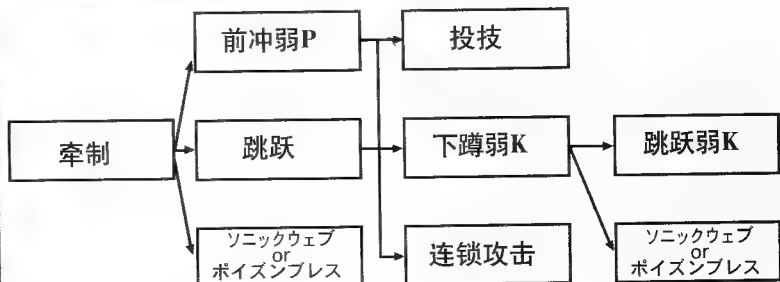 前冲弱P
投技
牵制
跳跃
下蹲弱K
跳跃弱K
ソニックウェブ
or
ポイズンブレス
连锁攻击
ソニックウェブ
or
ポイズンブレス